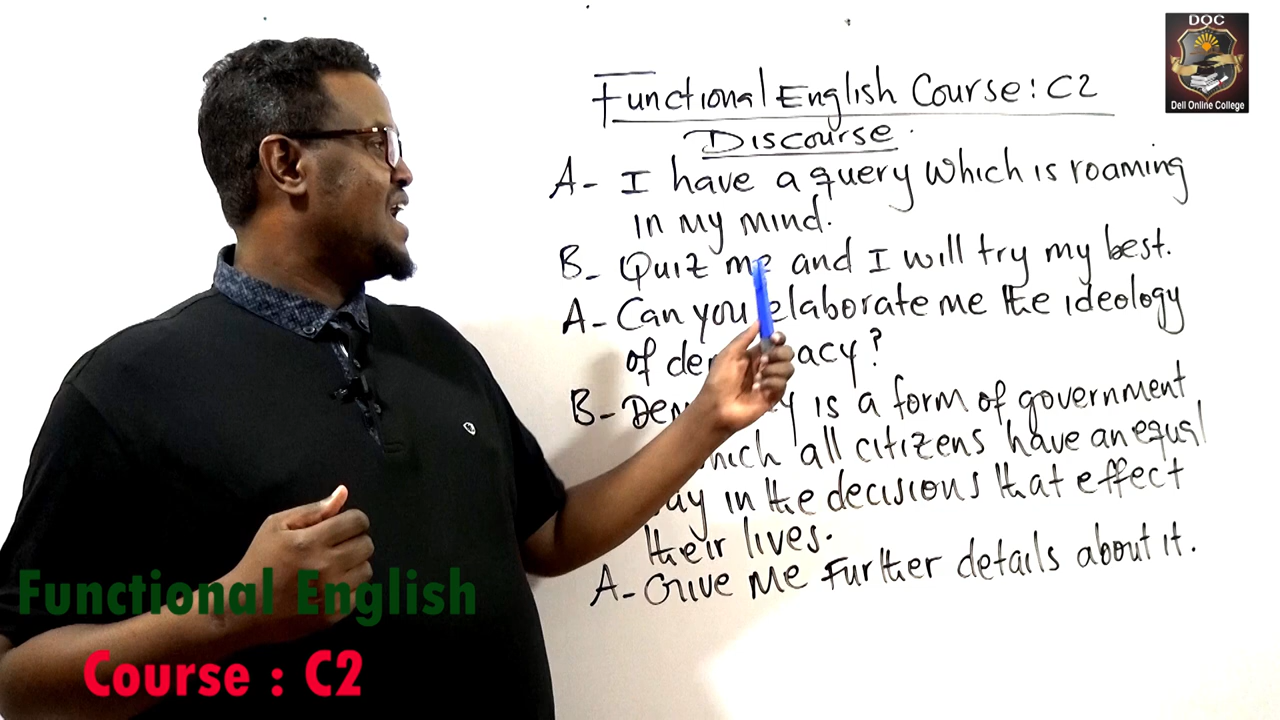 DOC
Dell Online College
Functional English Course: C2
Discourse.
A- I have a query which is roaming
in my mind.
B- Quiz me and I will try my best.
A- Can you elaborate me the ideology
of acy?
B- is a form of government
all citizens have an equal
in the decisions that effect
their lives.
A- Give me further details about it.
Functional English
Course : C2